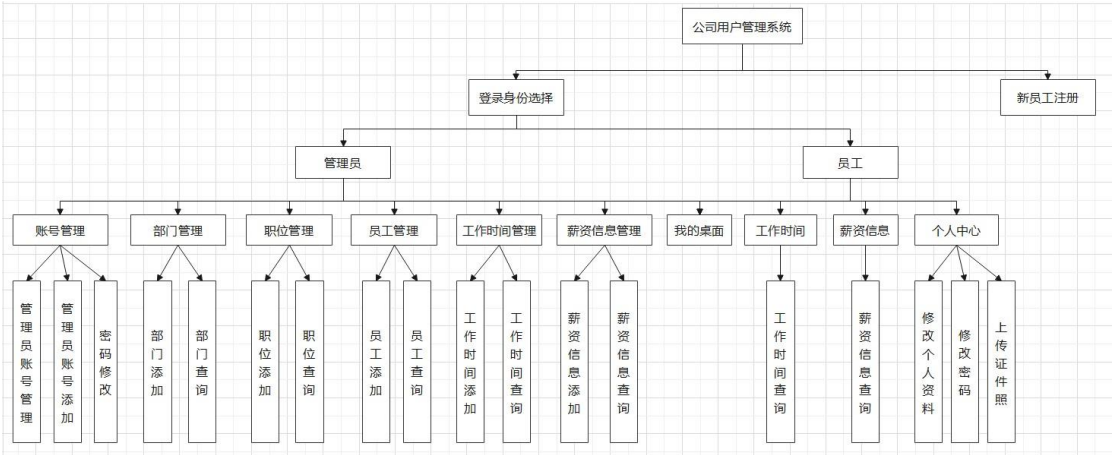 公司用户管理系统
登录身份选择
新员工注册
管理员
员工
账号管理
部门管理
职位管理
员工管理
工作时间管理
薪资信息管理
我的桌面
工作时间
薪资信息
个人中心
管理员账号管理
管理员账号添加
密码修改
部门添加
部门查询
职位添加
职位查询
员工添加
员工查询
工作时间添加
工作时间查询
薪资信息添加
薪资信息查询
工作时间查询
薪资信息查询
修改个人资料
修改密码
上传证件照